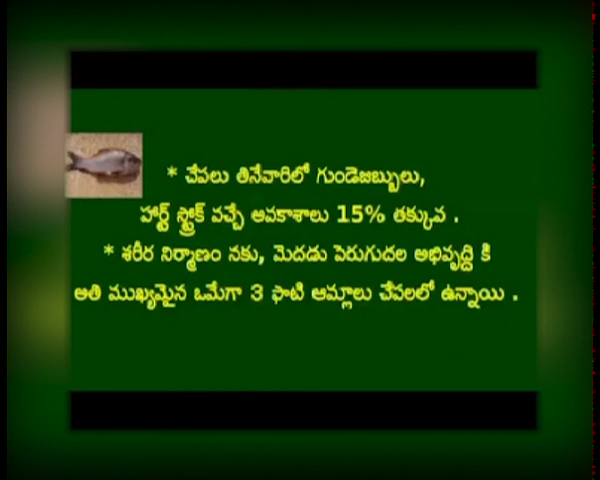 * చేపలు తినేవారిలో గుండెజబ్బులు,
హార్ట్ స్ట్రోక్ వచ్చే అవకాశాలు 15% తక్కువ .
* శరీర నిర్మాణం నకు, మెదడు పెరుగుదల అభివృద్ధి కి
అతి ముఖ్యమైన ఒమేగా 3 ఫాటి ఆమ్లాలు చేపలలో ఉన్నాయి .